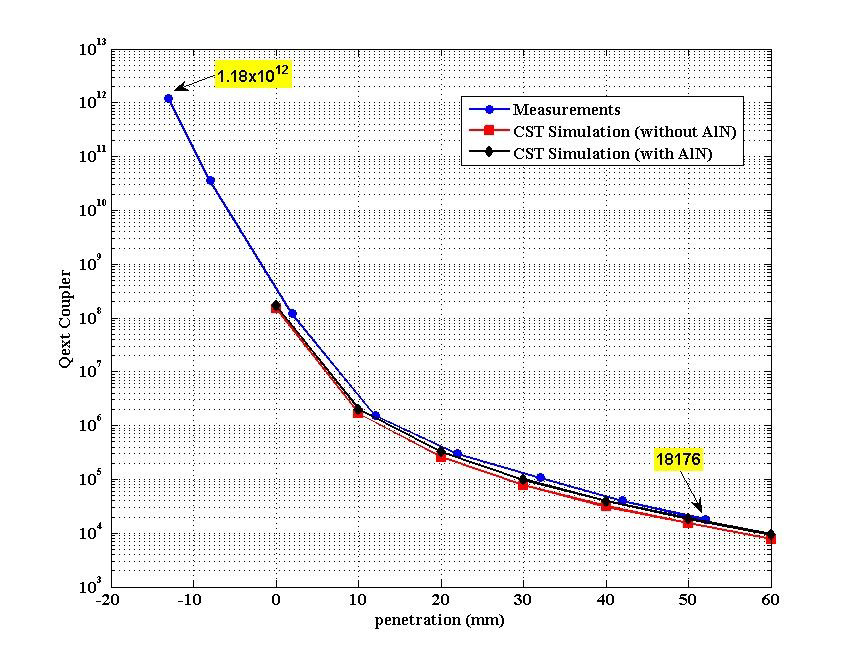 10^13
1.18x10^12
10^12
Measurements
CST Simulation (without AlN)
CST Simulation (with AlN)
10^11
10^10
10^9
10^8
10^7
10^6
10^5
10^4
10^3
Qext Coupler
18176
-20 -10 0 10 20 30 40 50 60
penetration (mm)